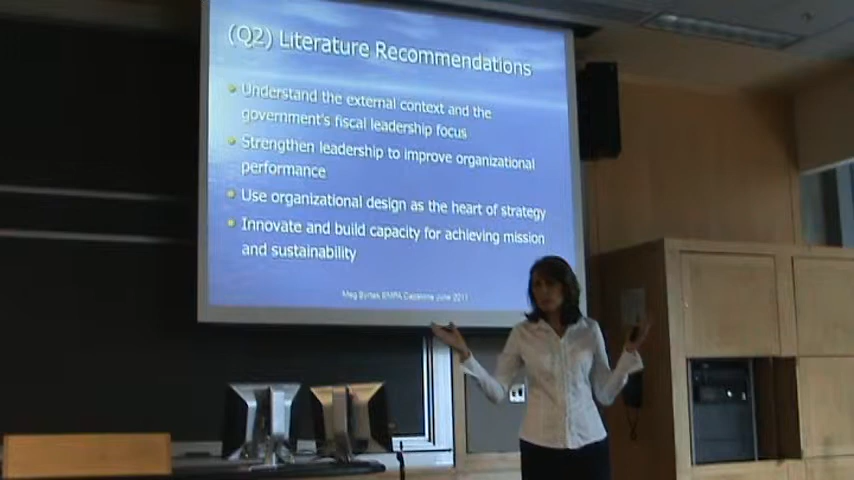 (Q2) Literature Recommendations
Understand the external context and the
government's fiscal leadership focus
Strengthen leadership to improve organizational
performance
Use organizational design as the heart of strategy
Innovate and build capacity for achieving mission
and sustainability
Meg EMPA Capstone June 2011